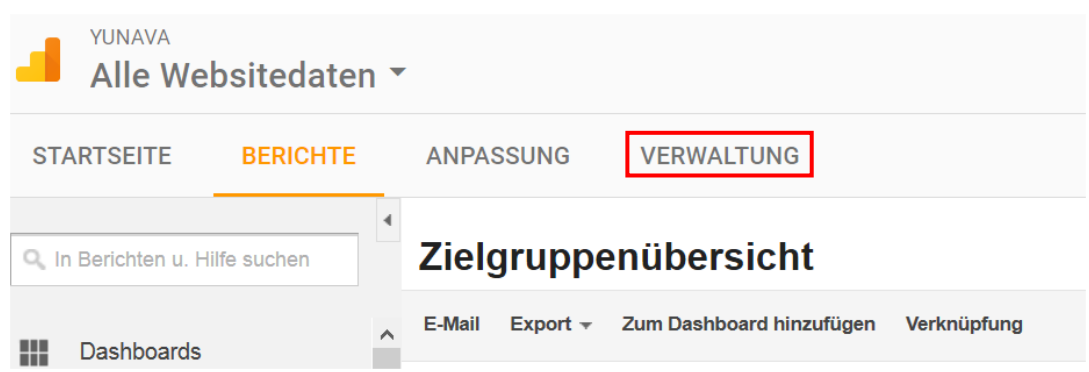 YUNAVA
Alle Websitedaten
STARTSEITE BERICHTE ANPASSUNG VERWALTUNG
In Berichten u. Hilfe suchen
Zielgruppenübersicht
E-Mail Export Zum Dashboard hinzufügen Verknüpfung
Dashboards